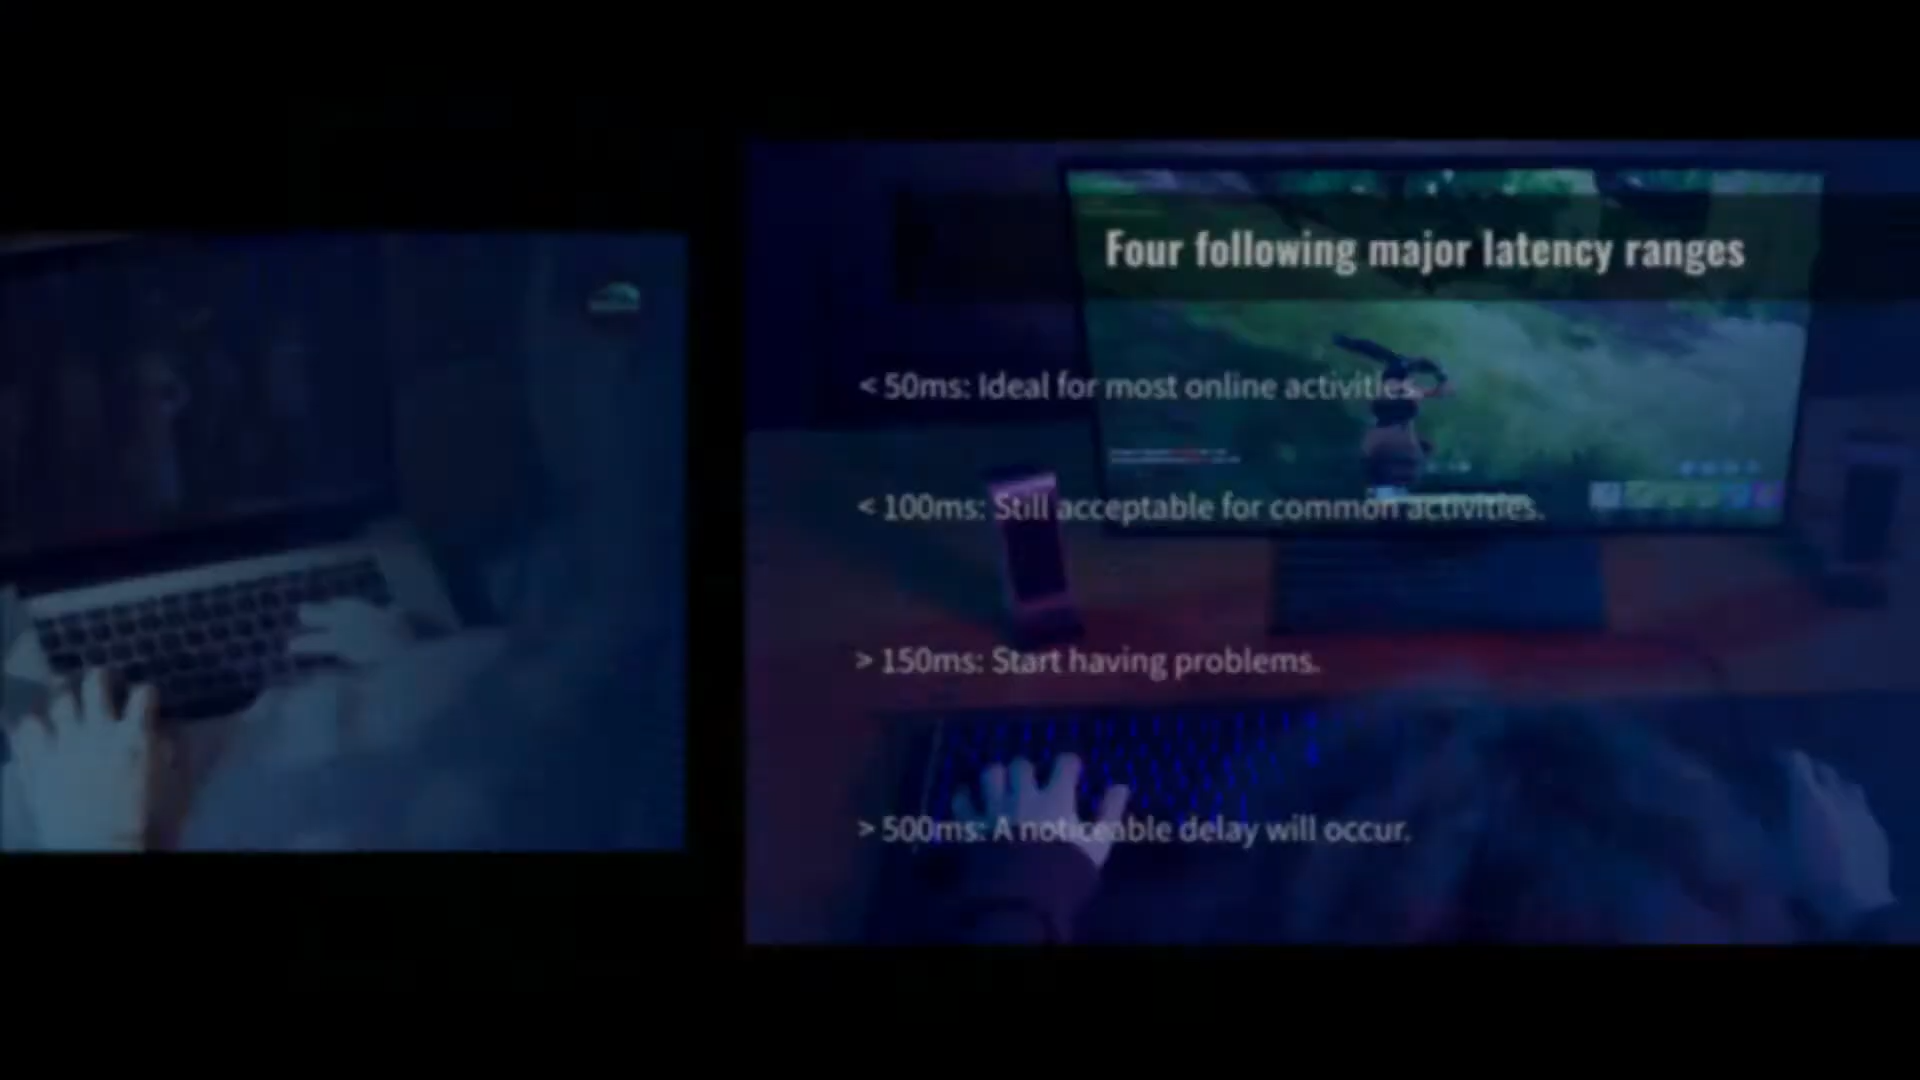 Four following major latency ranges
< 50ms: Ideal for most online activities.
< 100ms: Still acceptable for common activities.
> 150ms: Start having problems.
> 500ms: A noticeable delay will occur.